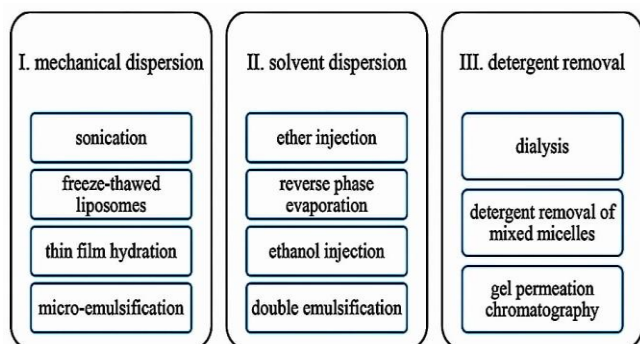 I. mechanical dispersion
sonication
freeze-thawed
liposomes
thin film hydration
micro-emulsification
II. solvent dispersion
ether injection
reverse phase
evaporation
ethanol injection
double emulsification
III. detergent removal
dialysis
detergent removal of
mixed micelles
gel permeation
chromatography